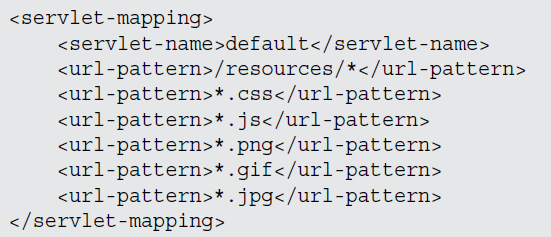 <servlet-mapping>
    <servlet-name>default</servlet-name>
    <url-pattern>/resources/*</url-pattern>
    <url-pattern>*.css</url-pattern>
    <url-pattern>*.js</url-pattern>
    <url-pattern>*.png</url-pattern>
    <url-pattern>*.gif</url-pattern>
    <url-pattern>*.jpg</url-pattern>
</servlet-mapping>